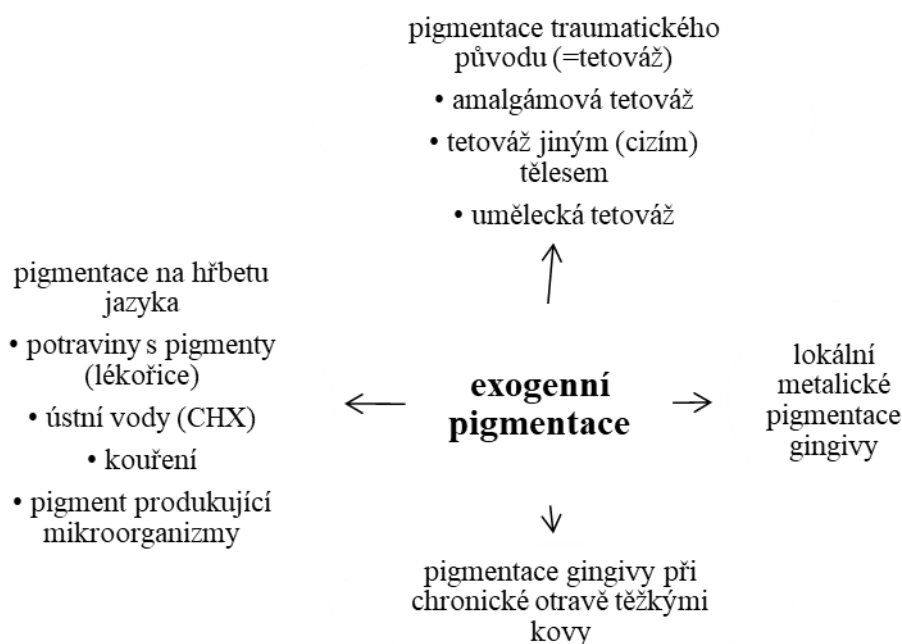 pigmentace traumatického
původu (=tetováž)
• amalgámová tetováž
• tetováž jiným (cizím)
tělesem
• umělecká tetováž
pigmentace na hřbetu
jazyka
• potraviny s pigmenty
(lékořice)
• ústní vody (CHX)
• kouření
• pigment produkující
mikroorganizmy
exogenní
pigmentace
lokální
metalické
pigmentace
gingivy
pigmentace gingivy při
chronické otravě těžkými
kovy